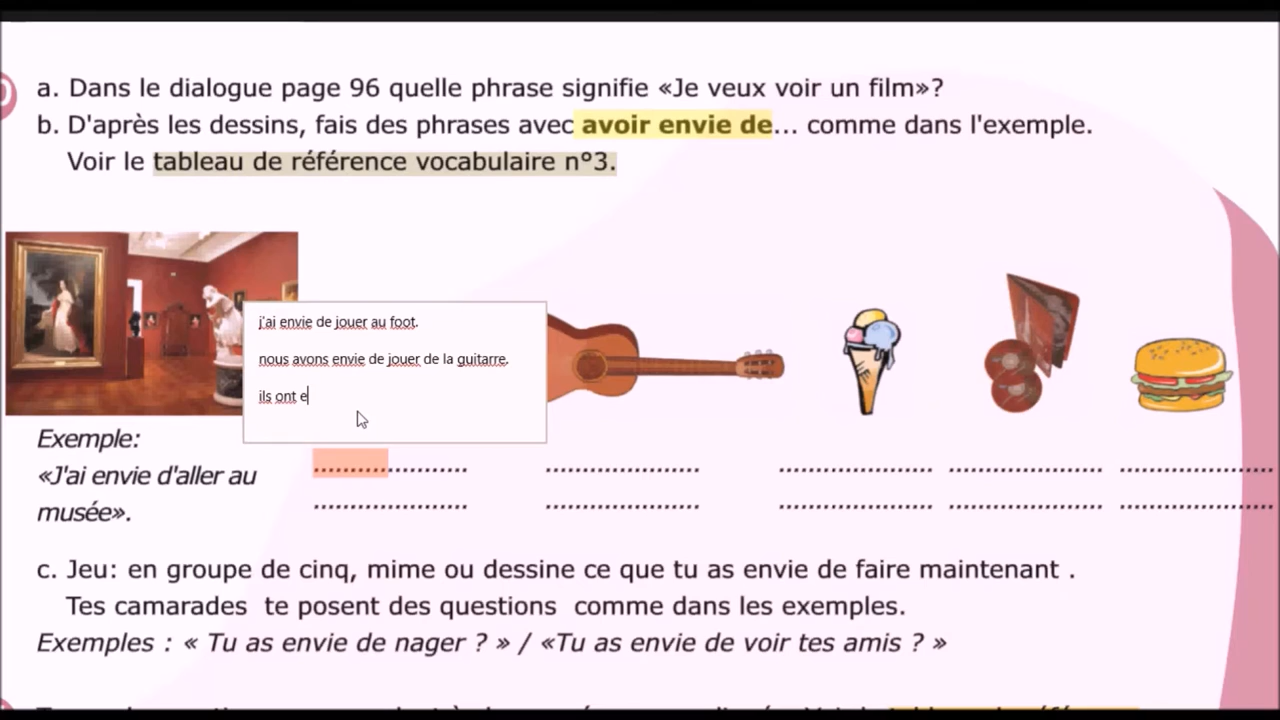 a. Dans le dialogue page 96 quelle phrase signifie «Je veux voir un film»?
b. D'après les dessins, fais des phrases avec avoir envie de... comme dans l'exemple.
Voir le tableau de référence vocabulaire n°3.
j'ai envie de jouer au foot.
nous avons envie de jouer de la guitarre.
ils ont e
Exemple:
«J'ai envie d'aller au
musée».
..................... ..................... ..................... ..................... .....................
..................... ..................... ..................... ..................... .....................
c. Jeu: en groupe de cinq, mime ou dessine ce que tu as envie de faire maintenant .
Tes camarades te posent des questions comme dans les exemples.
Exemples : « Tu as envie de nager ? » / «Tu as envie de voir tes amis ? »